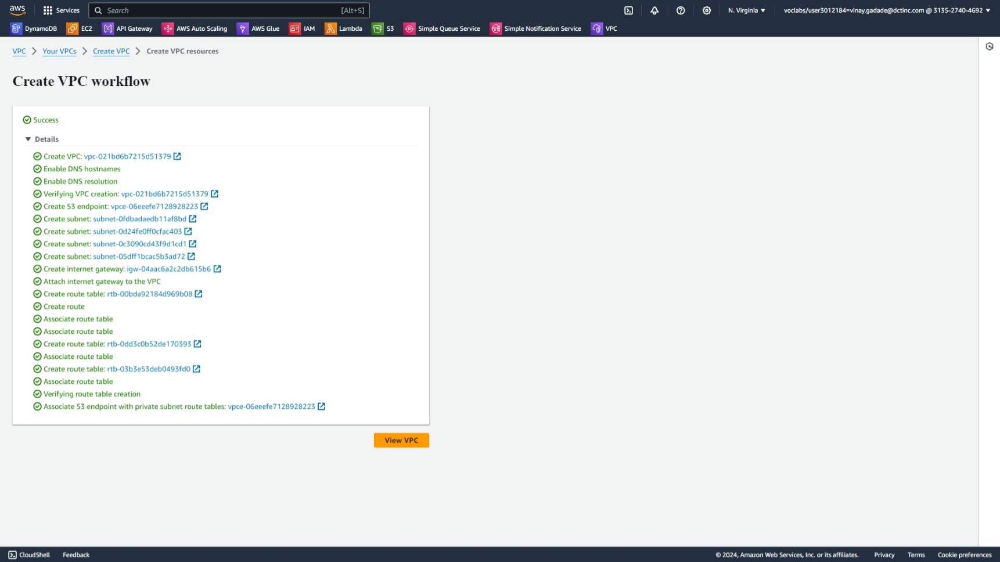 aws Services Search [Alt+S] N. Virginia ▼ voclabs/user3012184=vinay.gadade@dctinc.com @ 3135-2740-4692 ▼
DynamoDB EC2 API Gateway AWS Auto Scaling AWS Glue IAM Lambda S3 Simple Queue Service Simple Notification Service VPC
VPC > Your VPCs > Create VPC > Create VPC resources
Create VPC workflow
Success
▼ Details
Create VPC: vpc-021bd6b7215d51379
Enable DNS hostnames
Enable DNS resolution
Verifying VPC creation: vpc-021bd6b7215d51379
Create S3 endpoint: vpce-06eeefe7128928223
Create subnet: subnet-0fdbadaedb11af8bd
Create subnet: subnet-0d24fe0ff0cfac403
Create subnet: subnet-0c3090cd43f9d1cd1
Create subnet: subnet-05dff1bcac5b3ad72
Create internet gateway: igw-04aac6a2c2db615b6
Attach internet gateway to the VPC
Create route table: rtb-00bda92184d969b08
Create route
Associate route table
Associate route table
Create route table: rtb-0dd3c0b52de170393
Associate route table
Create route table: rtb-03b3e53deb0493fd0
Associate route table
Verifying route table creation
Associate S3 endpoint with private subnet route tables: vpce-06eeefe7128928223
View VPC
CloudShell Feedback © 2024, Amazon Web Services, Inc. or its affiliates. Privacy Terms Cookie preferences